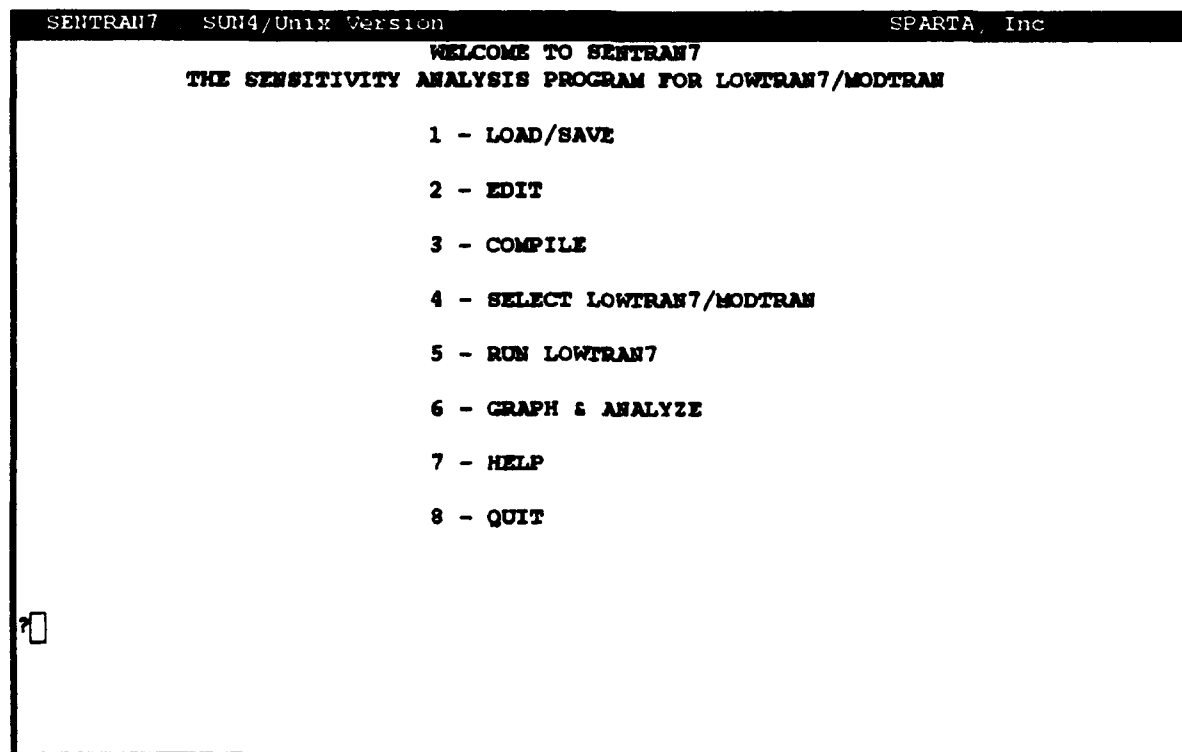 SENTRAN7 SUN4/Unix Version SPARTA, Inc
WELCOME TO SENTRAN7
THE SENSITIVITY ANALYSIS PROGRAM FOR LOWTRAN7/MODTRAN
1 - LOAD/SAVE
2 - EDIT
3 - COMPILE
4 - SELECT LOWTRAN7/MODTRAN
5 - RUN LOWTRAN7
6 - GRAPH & ANALYZE
7 - HELP
8 - QUIT
?